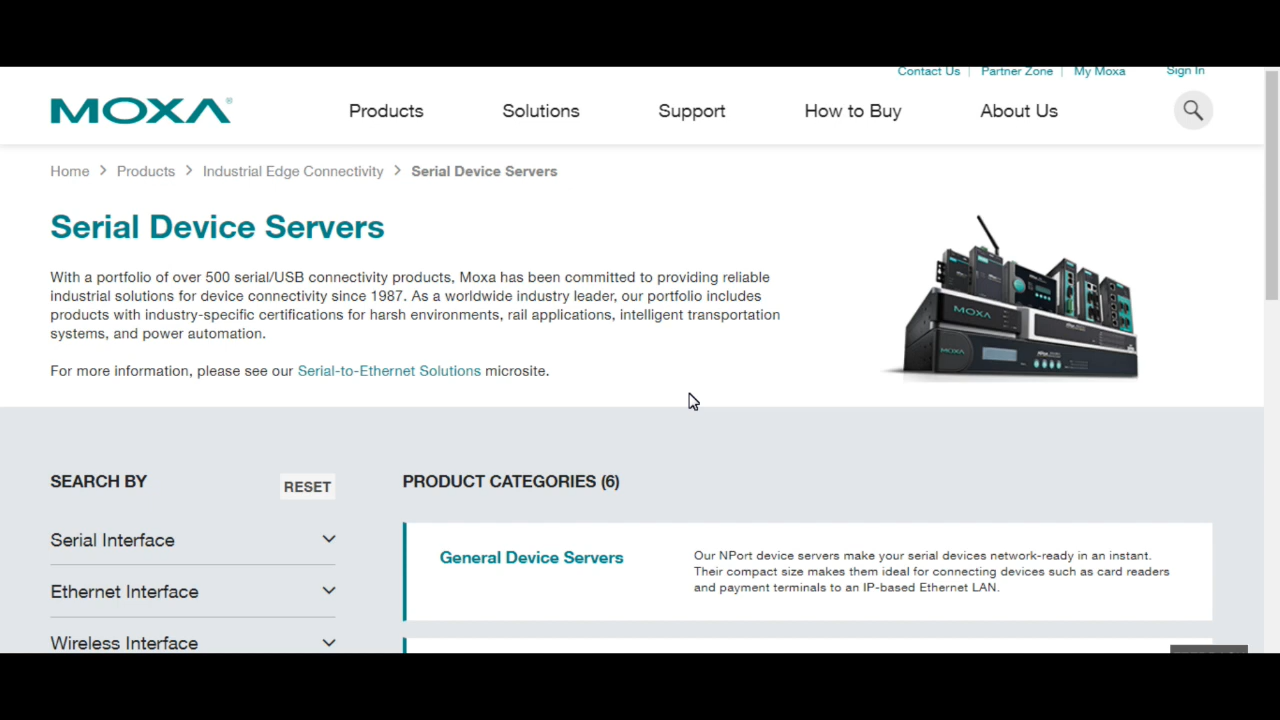 Contact Us
Partner Zone
My Moxa
Sign In
MOXA®
Products
Solutions
Support
How to Buy
About Us
Home > Products > Industrial Edge Connectivity > Serial Device Servers
Serial Device Servers
With a portfolio of over 500 serial/USB connectivity products, Moxa has been committed to providing reliable
industrial solutions for device connectivity since 1987. As a worldwide industry leader, our portfolio includes
products with industry-specific certifications for harsh environments, rail applications, intelligent transportation
systems, and power automation.
For more information, please see our Serial-to-Ethernet Solutions microsite.
MOXA
MOXA
SEARCH BY
RESET
Serial Interface
Ethernet Interface
Wireless Interface
PRODUCT CATEGORIES (6)
General Device Servers
Our NPort device servers make your serial devices network-ready in an instant.
Their compact size makes them ideal for connecting devices such as card readers
and payment terminals to an IP-based Ethernet LAN.